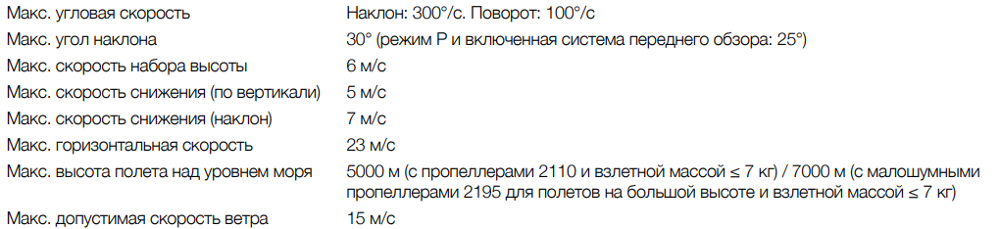 Макс. угловая скорость Наклон: 300°/с. Поворот: 100°/с
Макс. угол наклона 30° (режим P и включенная система переднего обзора: 25°)
Макс. скорость набора высоты 6 м/с
Макс. скорость снижения (по вертикали) 5 м/с
Макс. скорость снижения (наклон) 7 м/с
Макс. горизонтальная скорость 23 м/с
Макс. высота полета над уровнем моря 5000 м (с пропеллерами 2110 и взлетной массой ≤ 7 кг) / 7000 м (с малошумными
пропеллерами 2195 для полетов на большой высоте и взлетной массой ≤ 7 кг)
Макс. допустимая скорость ветра 15 м/с